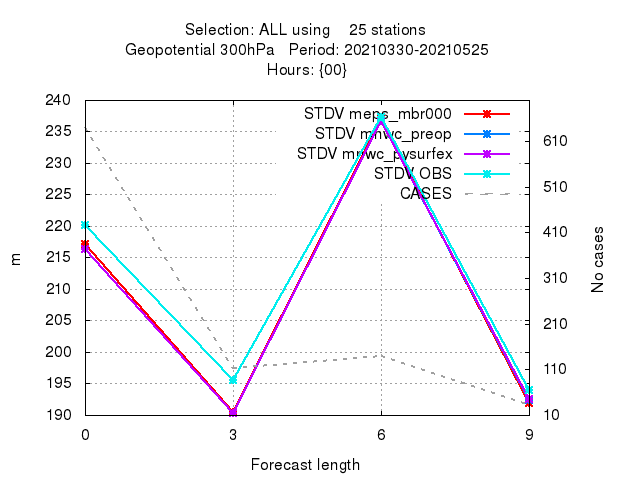 Selection: ALL using    25 stations
Geopotential 300hPa   Period: 20210330-20210525
Hours: {00}
STDV meps_mbr000
STDV mnwc_preop
STDV mnwc_pysurfex
STDV OBS
CASES
240
235
230
225
220
215
210
205
200
195
190
610
510
410
310
210
110
10
m
No cases
0 3 6 9
Forecast length